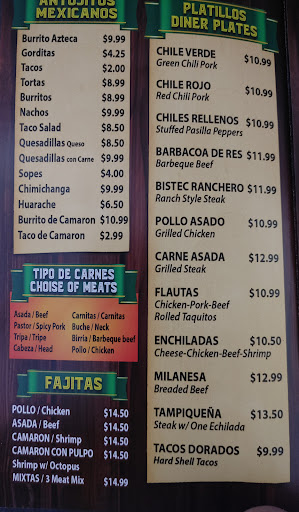 ANTOJITOS
MEXICANOS
Burrito Azteca $9.99
Gorditas $4.25
Tacos $2.00
Tortas $8.99
Burritos $8.99
Nachos $9.99
Taco Salad $8.50
Quesadillas Queso $8.50
Quesadillas con Carne $9.99
Sopes $4.00
Chimichanga $9.99
Huarache $6.50
Burrito de Camaron $10.99
Taco de Camaron $2.99
TIPO DE CARNES
CHOISE OF MEATS
Asada / Beef Carnitas / Carnitas
Pastor / Spicy Pork Buche / Neck
Tripa / Tripe Birria / Barbeque beef
Cabeza / Head Pollo / Chicken
FAJITAS
POLLO / Chicken $14.50
ASADA / Beef $14.50
CAMARON / Shrimp $14.50
CAMARON CON PULPO $14.50
Shrimp w/ Octopus
MIXTAS / 3 Meat Mix $14.99
PLATILLOS
DINER PLATES
CHILE VERDE $10.99
Green Chili Pork
CHILE ROJO $10.99
Red Chili Pork
CHILES RELLENOS $10.99
Stuffed Pasilla Peppers
BARBACOA DE RES $11.99
Barbeque Beef
BISTEC RANCHERO $11.99
Ranch Style Steak
POLLO ASADO $10.99
Grilled Chicken
CARNE ASADA $12.99
Grilled Steak
FLAUTAS $10.99
Chicken-Pork-Beef
Rolled Taquitos
ENCHILADAS $10.50
Cheese-Chicken-Beef-Shrimp
MILANESA $12.99
Breaded Beef
TAMPIQUEÑA $13.50
Steak w/ One Echilada
TACOS DORADOS $9.99
Hard Shell Tacos